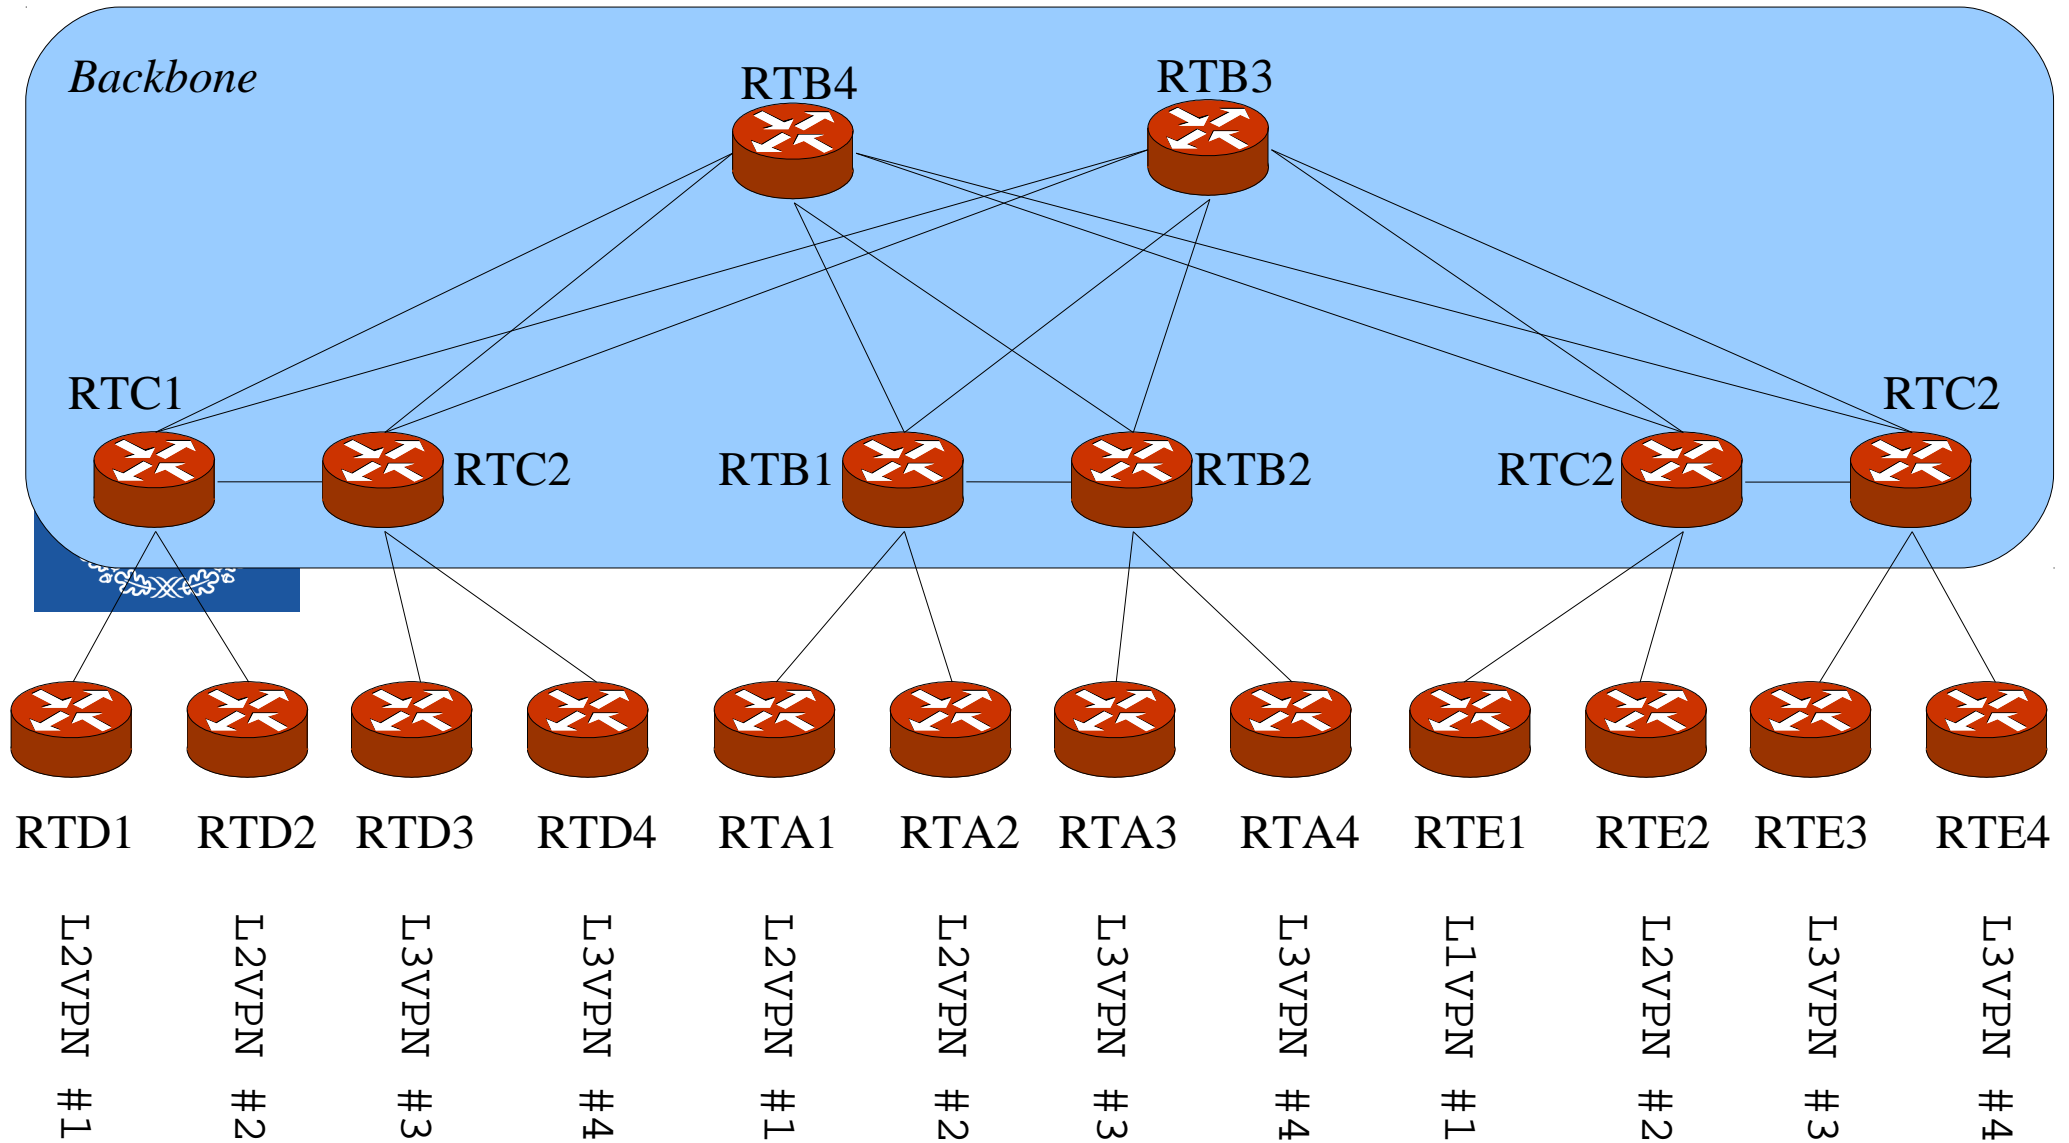 Backbone
RTB4
RTB3
RTC1
RTC2
RTC2
RTB1
RTB2
RTC2
RTD1
RTD2
RTD3
RTD4
RTA1
RTA2
RTA3
RTA4
RTE1
RTE2
RTE3
RTE4
L2VPN #1
L2VPN #2
L3VPN #3
L3VPN #4
L2VPN #1
L2VPN #2
L3VPN #3
L3VPN #4
L1VPN #1
L2VPN #2
L3VPN #3
L3VPN #4